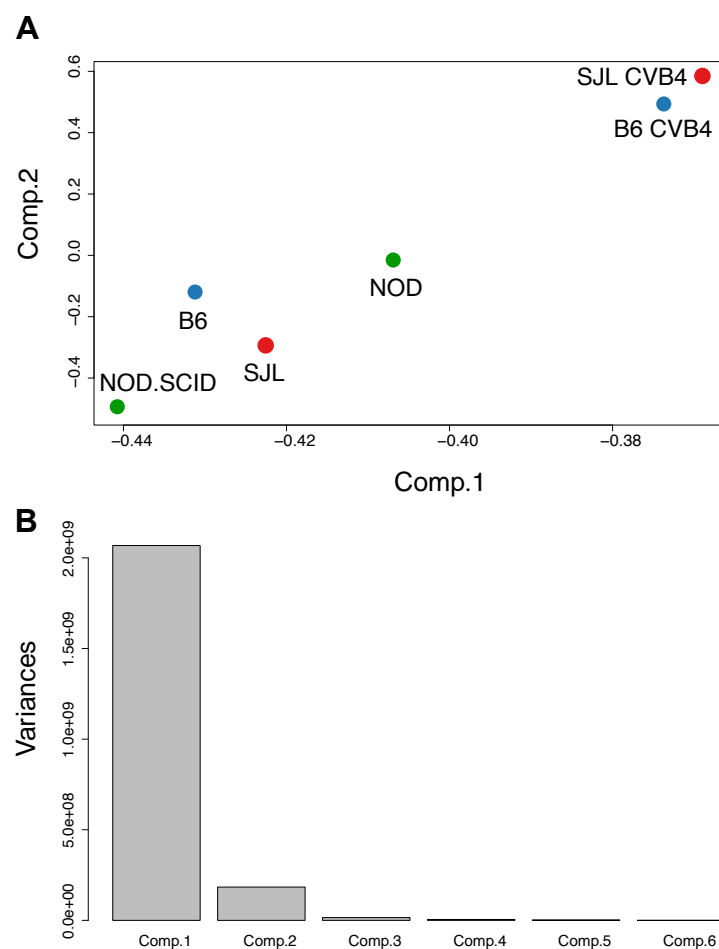 A
Comp.2
0.6
0.4
0.2
0.0
−0.2
−0.4
SJL CVB4
B6 CVB4
NOD
B6
SJL
NOD.SCID
−0.44
−0.42
−0.40
−0.38
Comp.1
B
Variances
2.0e+09
1.5e+09
1.0e+09
5.0e+08
0.0e+00
Comp.1 Comp.2 Comp.3 Comp.4 Comp.5 Comp.6